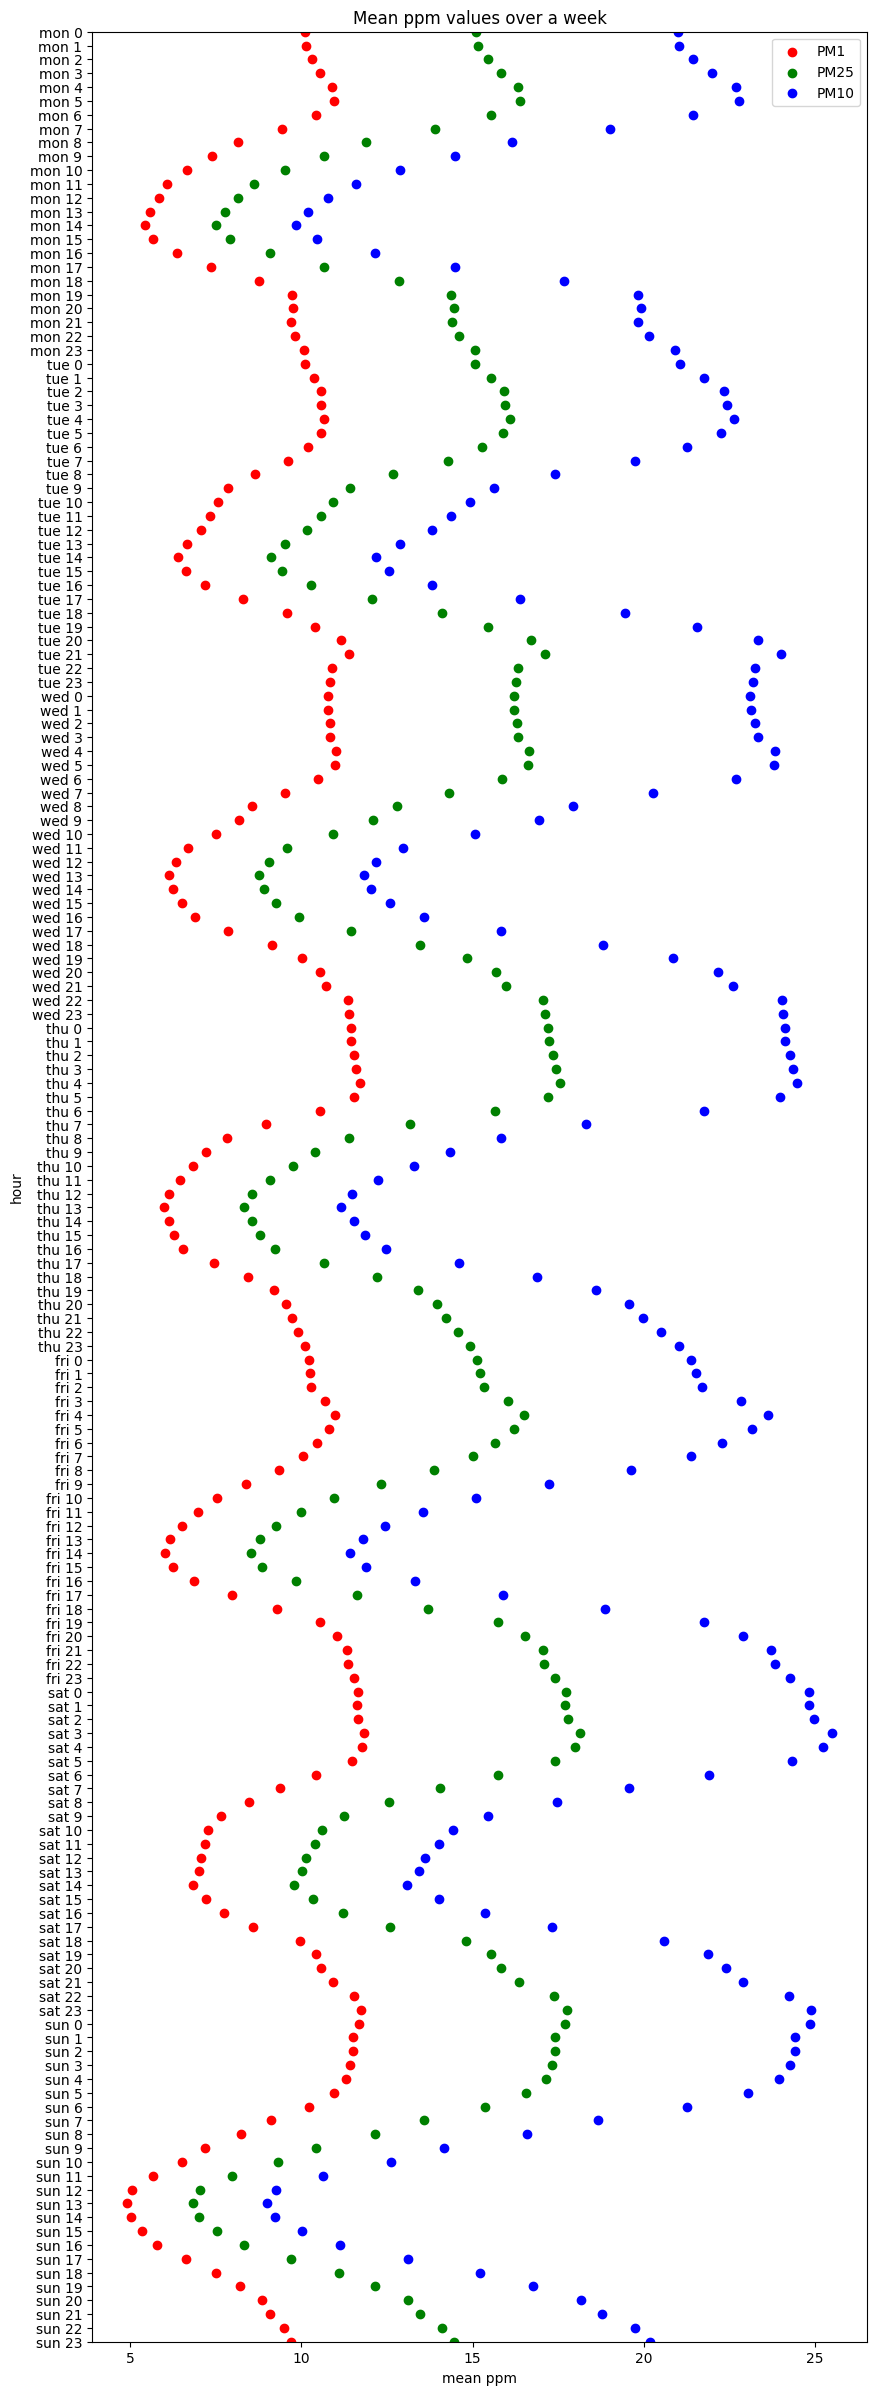 Mean ppm values over a week
PM1
PM25
PM10
mon 0
mon 1
mon 2
mon 3
mon 4
mon 5
mon 6
mon 7
mon 8
mon 9
mon 10
mon 11
mon 12
mon 13
mon 14
mon 15
mon 16
mon 17
mon 18
mon 19
mon 20
mon 21
mon 22
mon 23
tue 0
tue 1
tue 2
tue 3
tue 4
tue 5
tue 6
tue 7
tue 8
tue 9
tue 10
tue 11
tue 12
tue 13
tue 14
tue 15
tue 16
tue 17
tue 18
tue 19
tue 20
tue 21
tue 22
tue 23
wed 0
wed 1
wed 2
wed 3
wed 4
wed 5
wed 6
wed 7
wed 8
wed 9
wed 10
wed 11
wed 12
wed 13
wed 14
wed 15
wed 16
wed 17
wed 18
wed 19
wed 20
wed 21
wed 22
wed 23
thu 0
thu 1
thu 2
thu 3
thu 4
thu 5
thu 6
thu 7
thu 8
thu 9
thu 10
thu 11
thu 12
thu 13
thu 14
thu 15
thu 16
thu 17
thu 18
thu 19
thu 20
thu 21
thu 22
thu 23
fri 0
fri 1
fri 2
fri 3
fri 4
fri 5
fri 6
fri 7
fri 8
fri 9
fri 10
fri 11
fri 12
fri 13
fri 14
fri 15
fri 16
fri 17
fri 18
fri 19
fri 20
fri 21
fri 22
fri 23
sat 0
sat 1
sat 2
sat 3
sat 4
sat 5
sat 6
sat 7
sat 8
sat 9
sat 10
sat 11
sat 12
sat 13
sat 14
sat 15
sat 16
sat 17
sat 18
sat 19
sat 20
sat 21
sat 22
sat 23
sun 0
sun 1
sun 2
sun 3
sun 4
sun 5
sun 6
sun 7
sun 8
sun 9
sun 10
sun 11
sun 12
sun 13
sun 14
sun 15
sun 16
sun 17
sun 18
sun 19
sun 20
sun 21
sun 22
sun 23
hour
5 10 15 20 25
mean ppm